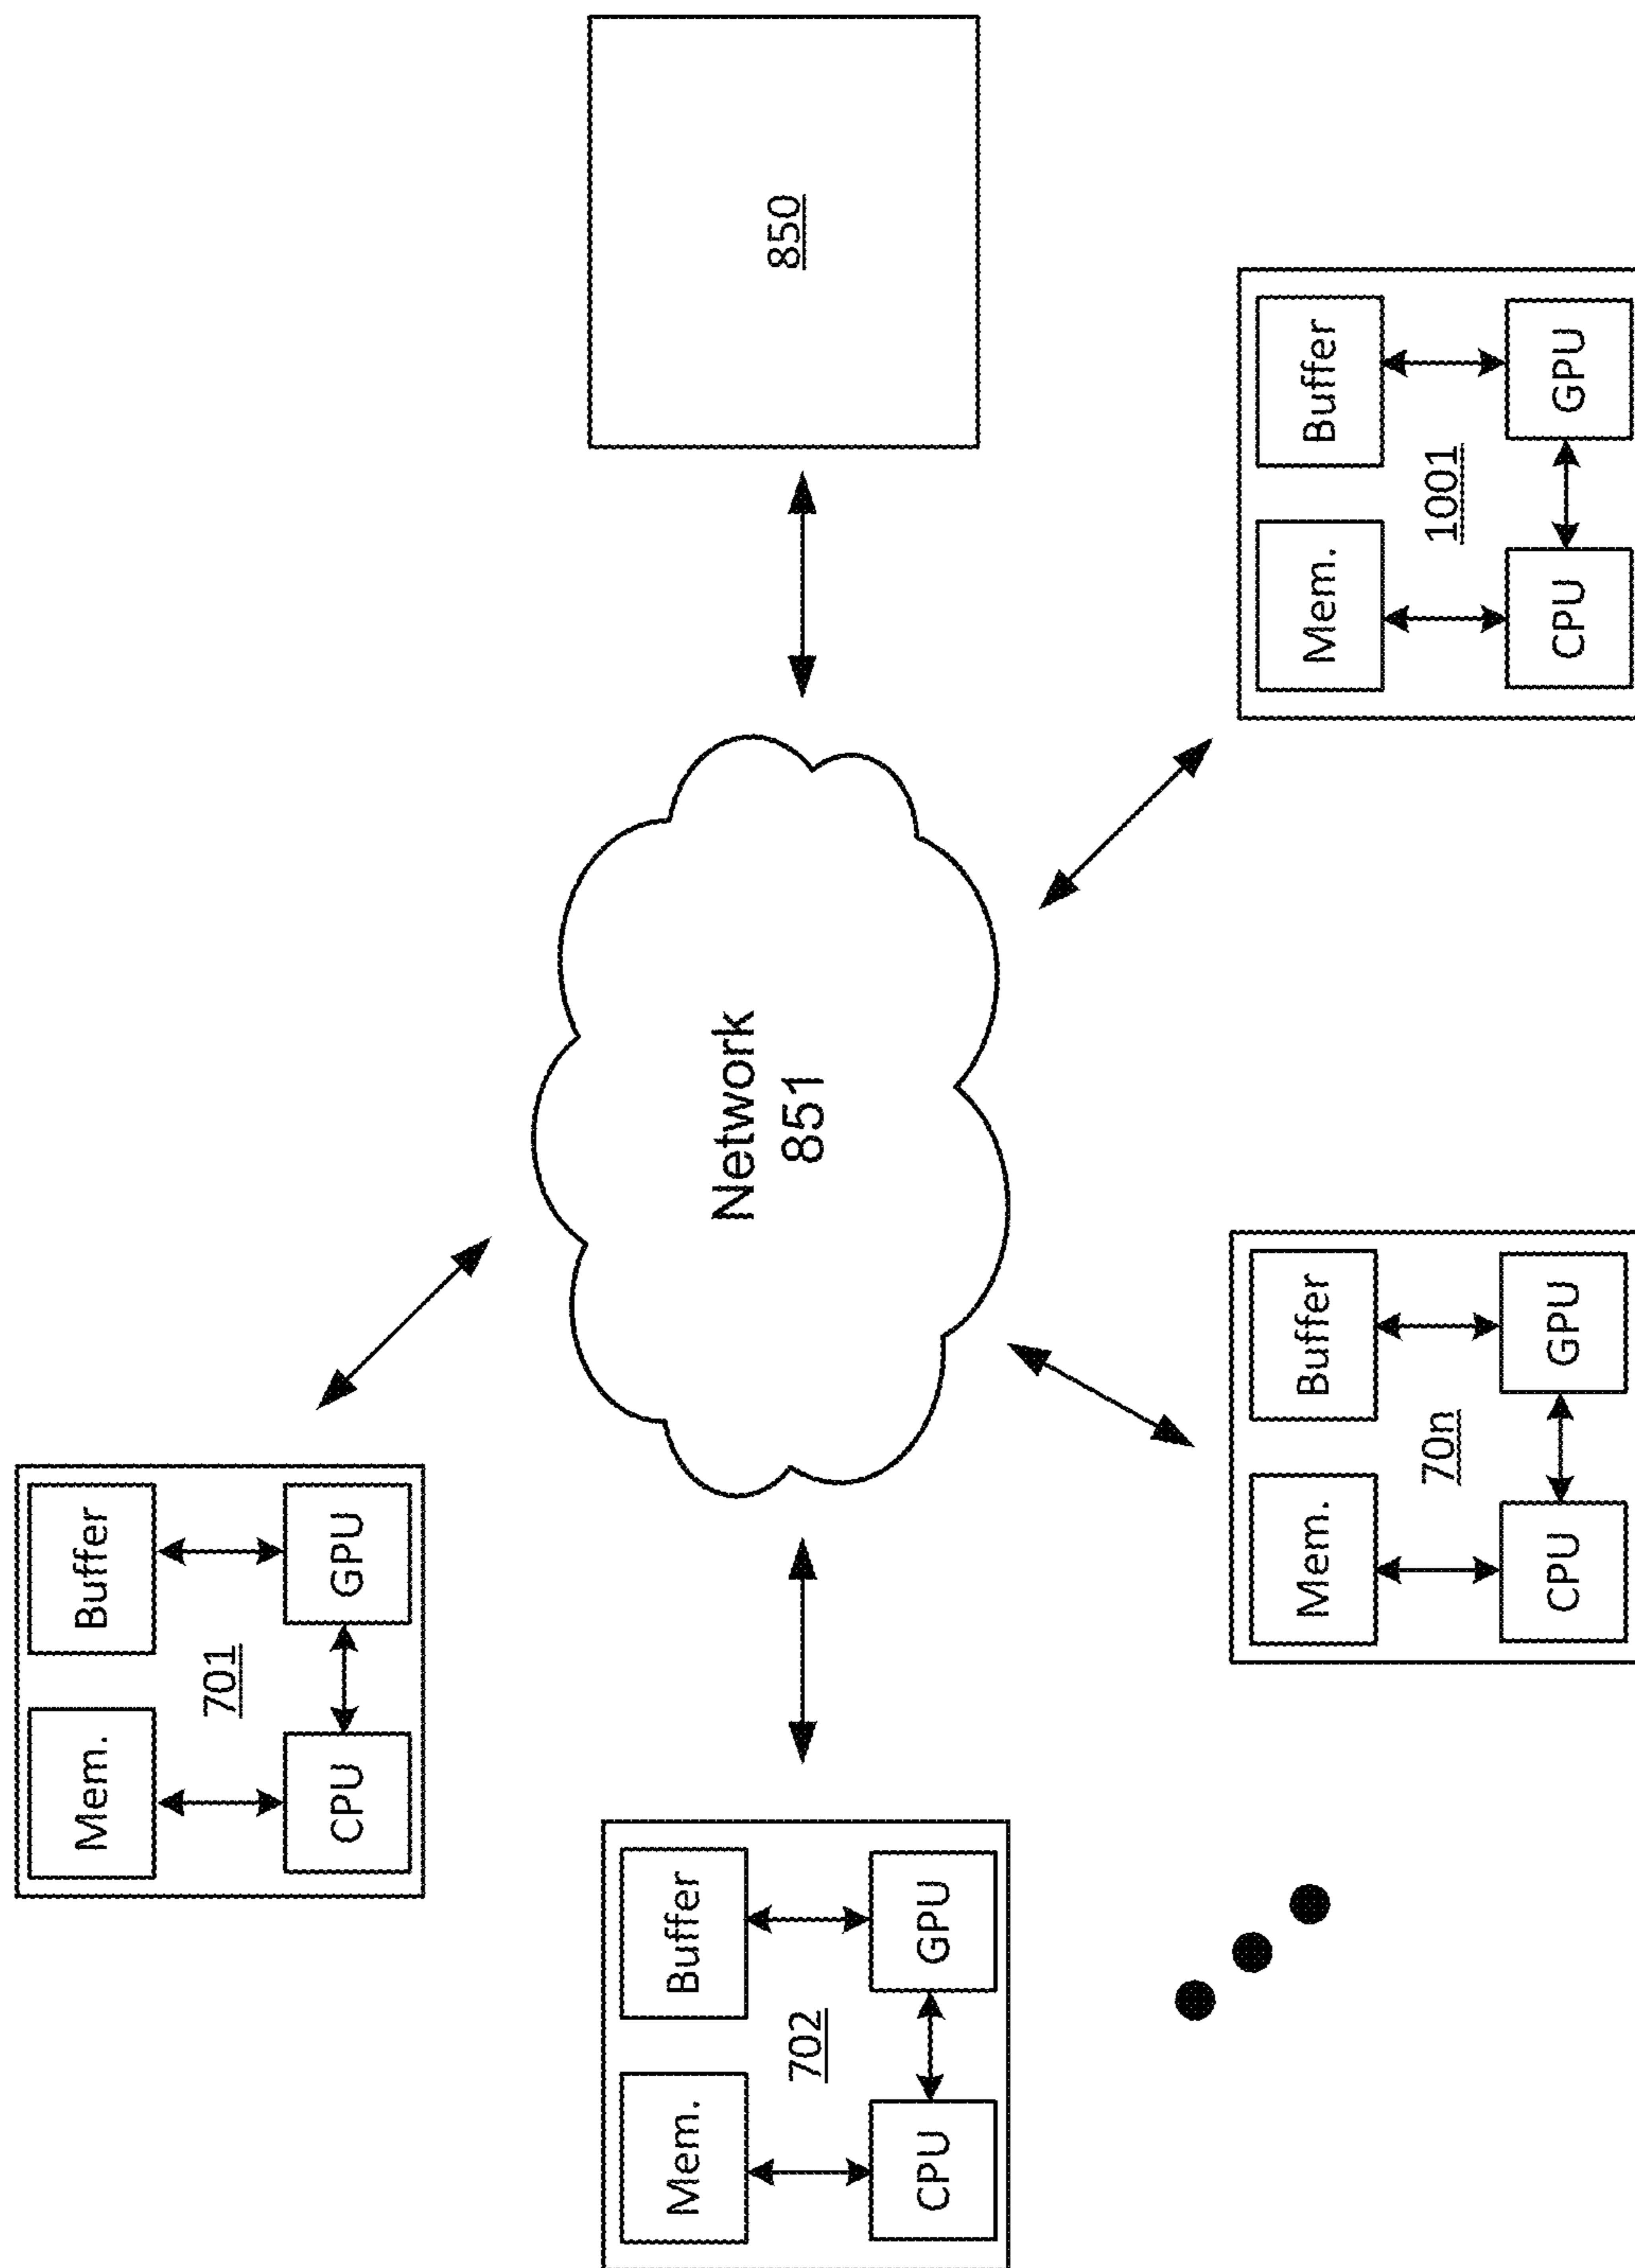 Mem.
Buffer
701
CPU
GPU
Mem.
Buffer
702
CPU
GPU
Network
851
850
Mem.
Buffer
70n
CPU
GPU
Mem.
Buffer
1001
CPU
GPU